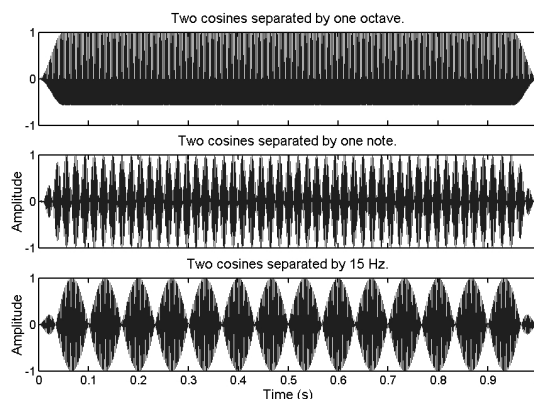 Two cosines separated by one octave.
1
0
-1
Two cosines separated by one note.
1
0
-1
Amplitude
Two cosines separated by 15 Hz.
1
0
-1
Amplitude
0 0.1 0.2 0.3 0.4 0.5 0.6 0.7 0.8 0.9
Time (s)